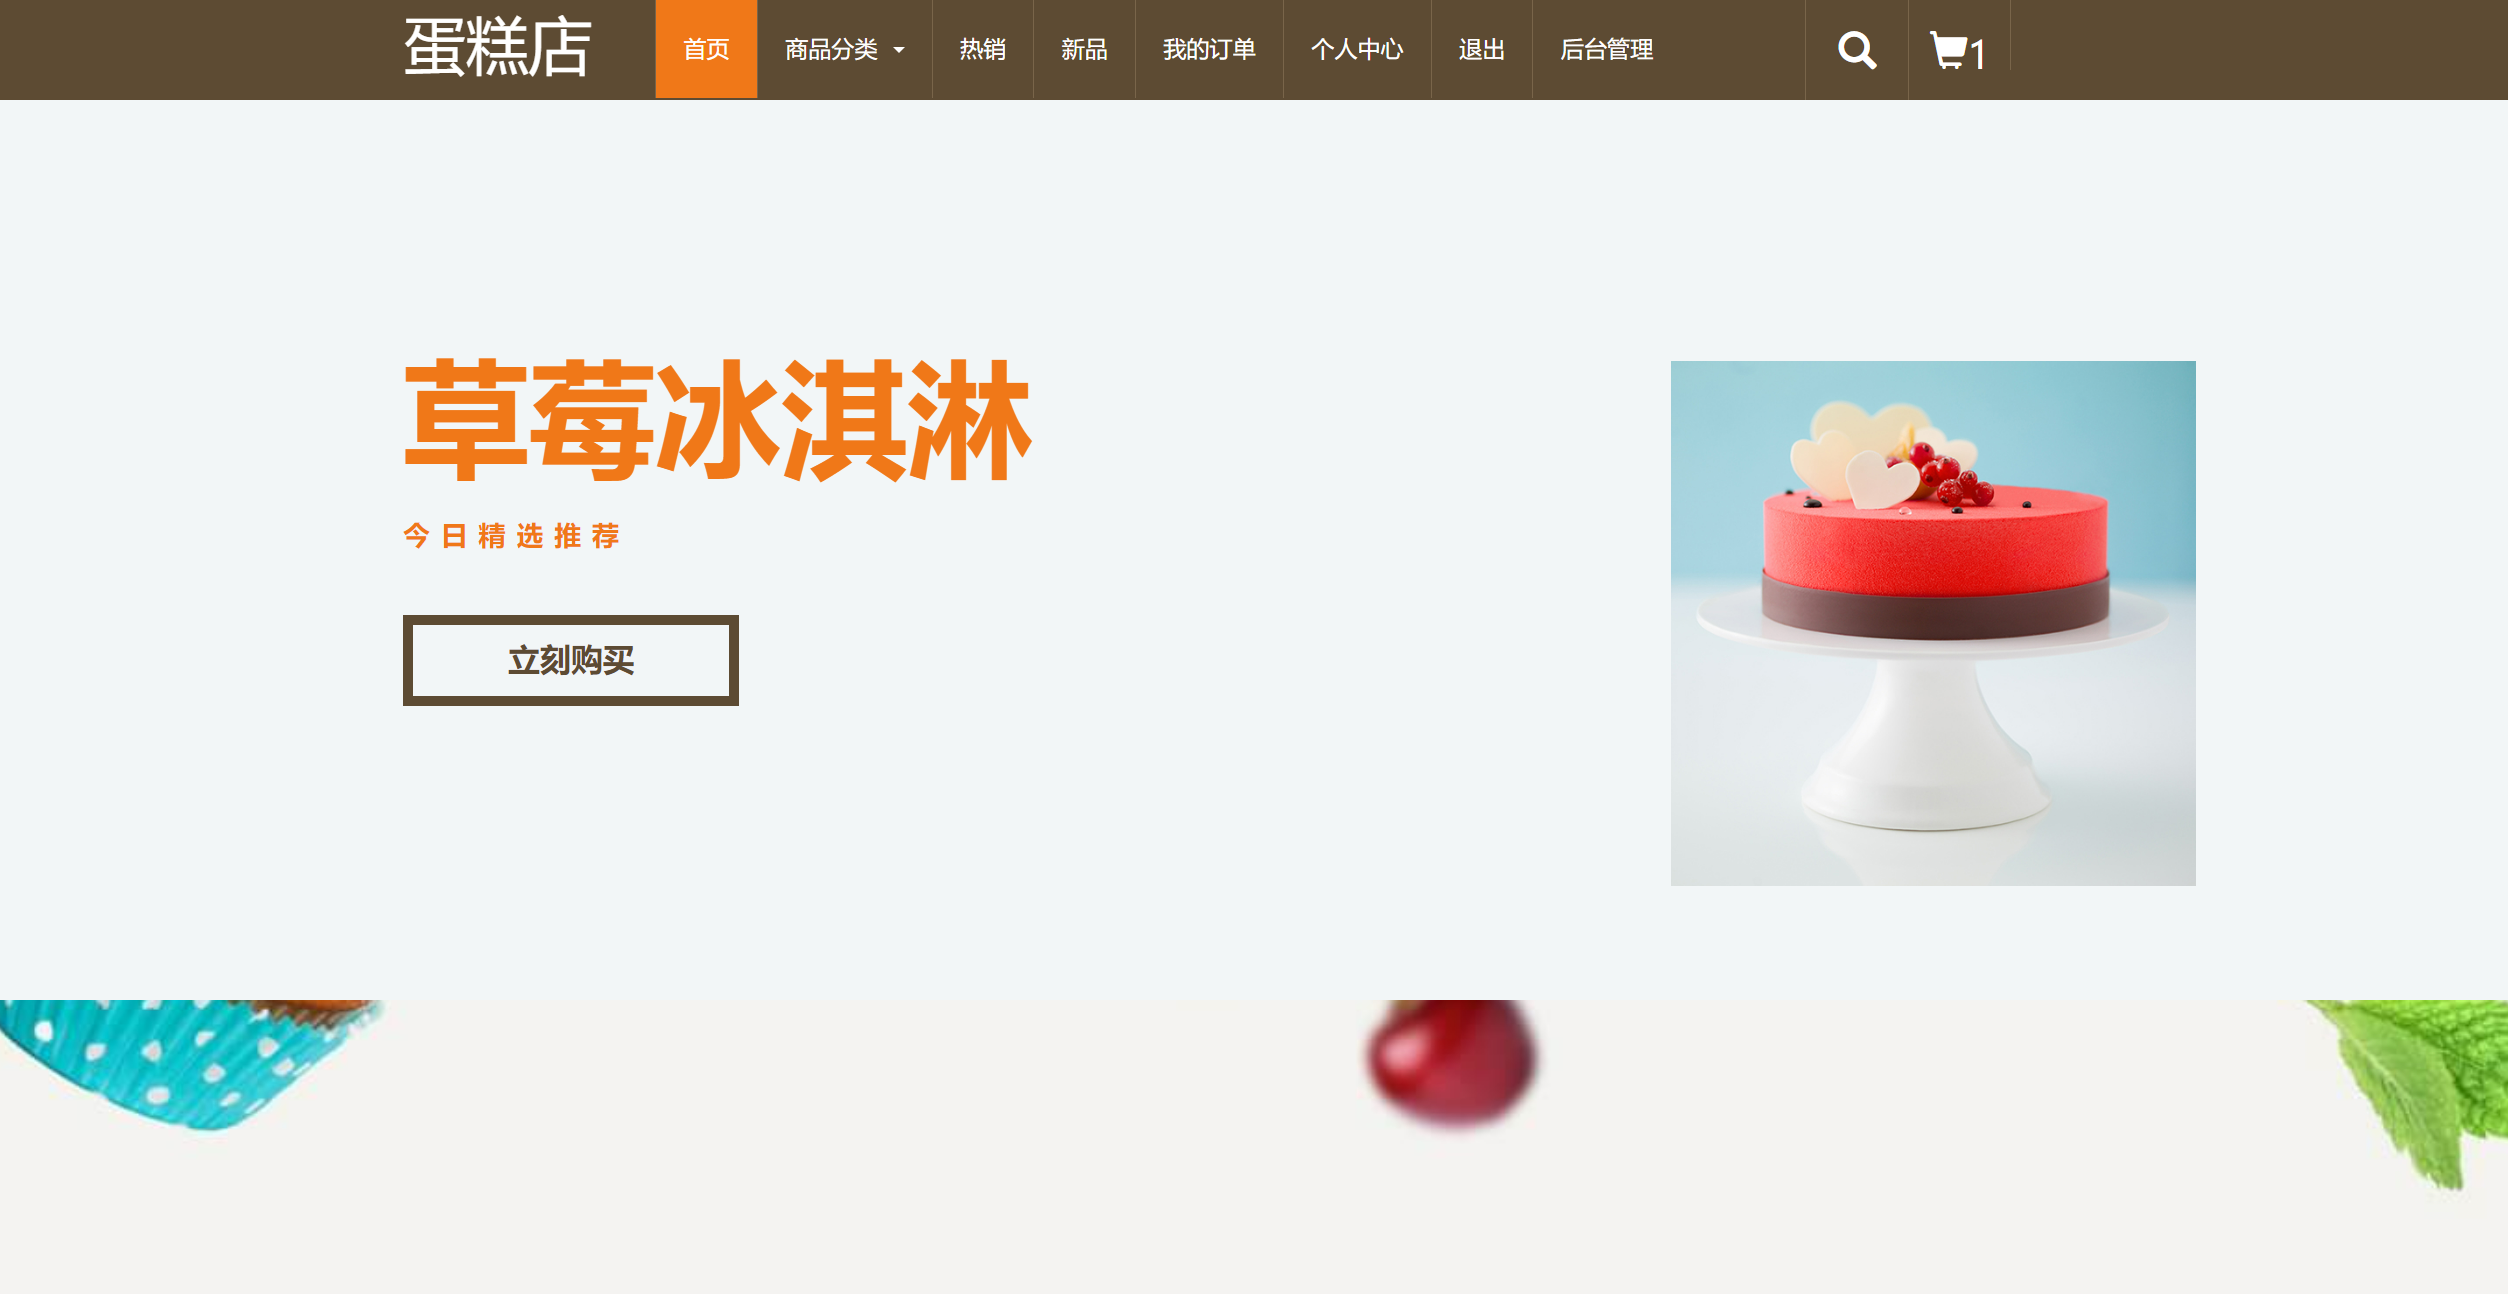 蛋糕店 首页 商品分类 热销 新品 我的订单 个人中心 退出 后台管理 1
草莓冰淇淋
今日精选推荐
立刻购买